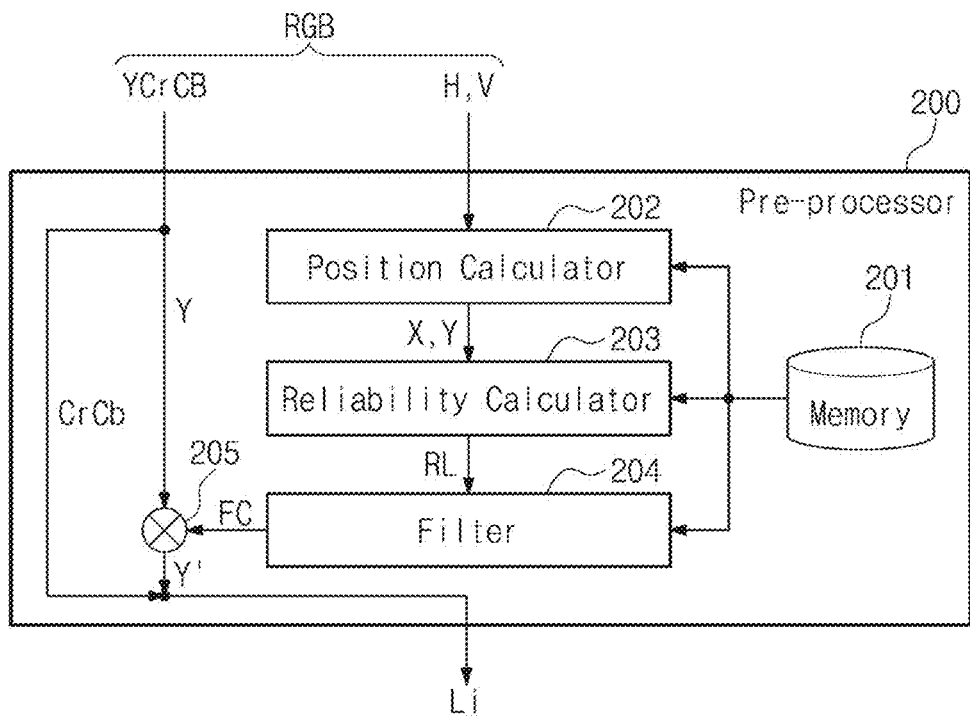 RGB
YCrCB
H,V
200
Pre-processor
202
Position Calculator
201
Y
X,Y
203
Reliability Calculator
Memory
CrCb
205
RL
204
FC
Filter
Y'
Li